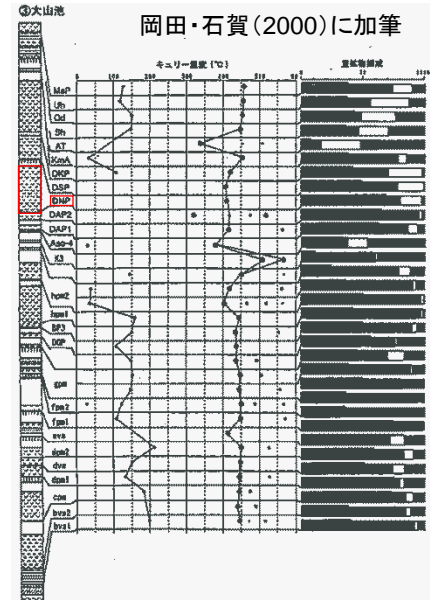 ③大山池
岡田・石賀(2000)に加筆
キュリー温度 (℃)
重鉱物組成
MsP
Uh
Od
Sh
AT
KmA
DKP
DSP
DNP
DAP2
DAP1
Aso-4
K3
hpm2
hpm1
BP3
DOP
gpm
fpm2
fpm1
eva
epm2
dva
dpm1
cpm
bva2
bva1